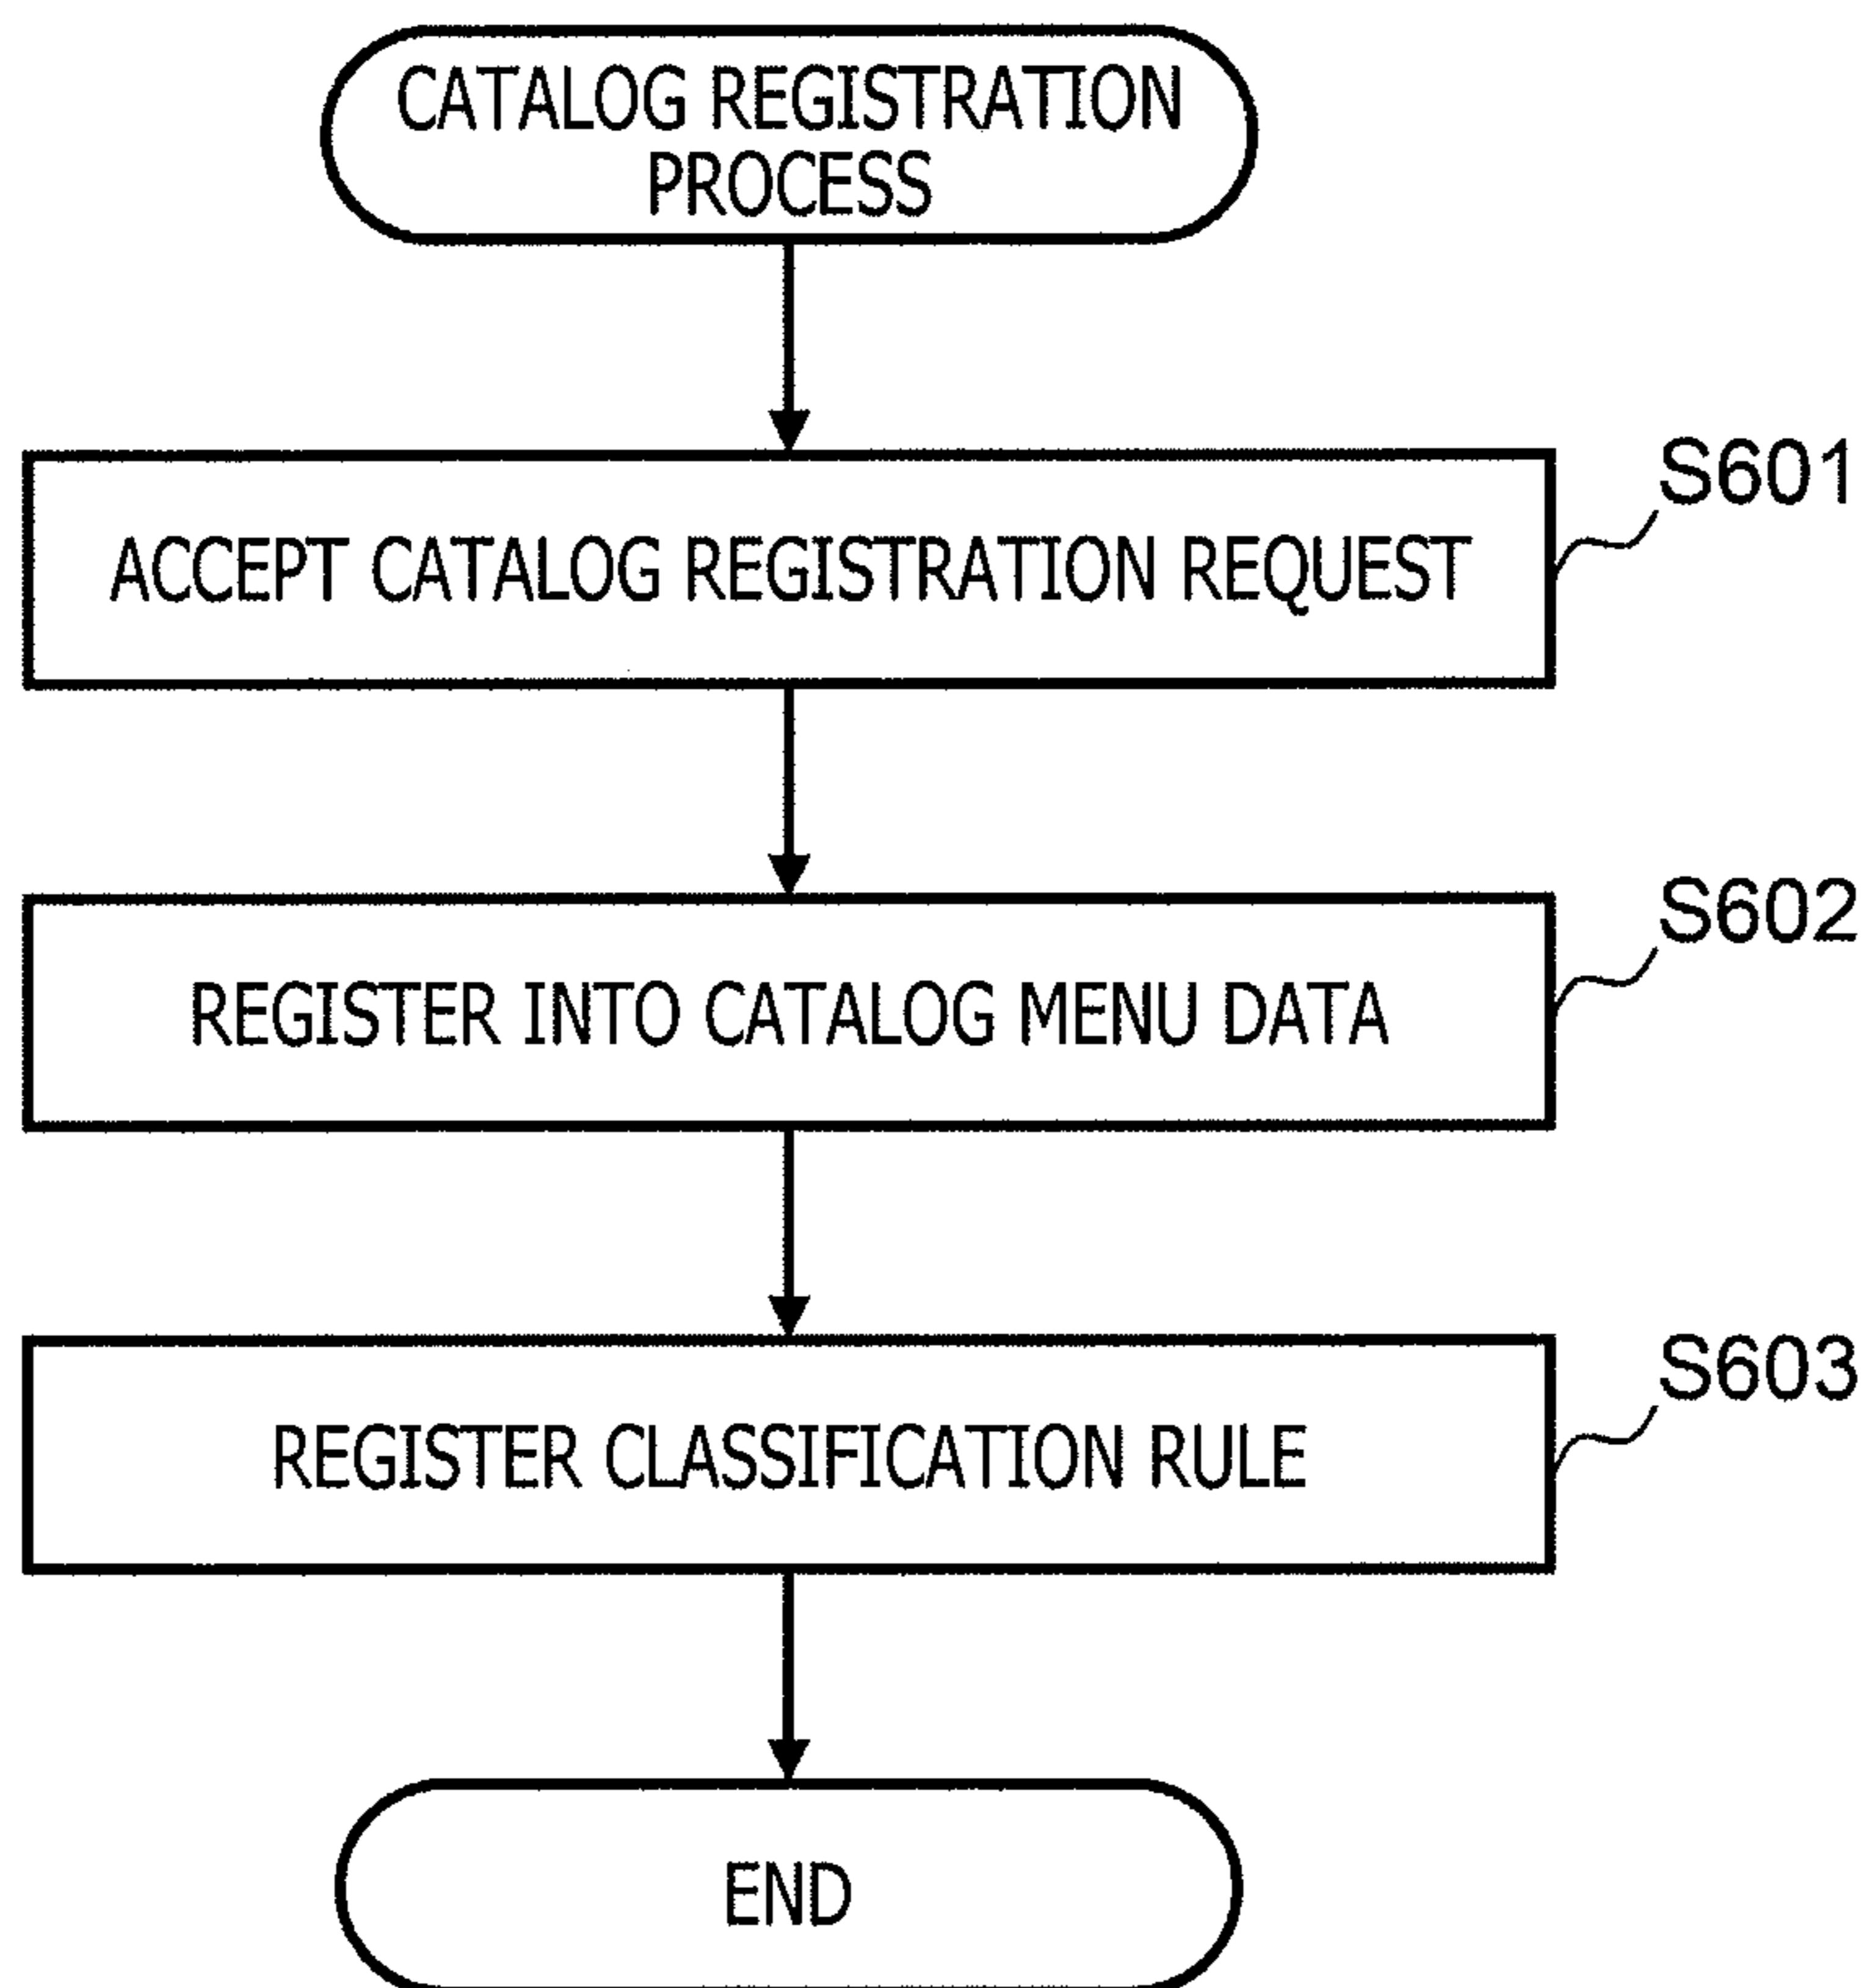 CATALOG REGISTRATION
PROCESS
S601
ACCEPT CATALOG REGISTRATION REQUEST
S602
REGISTER INTO CATALOG MENU DATA
S603
REGISTER CLASSIFICATION RULE
END